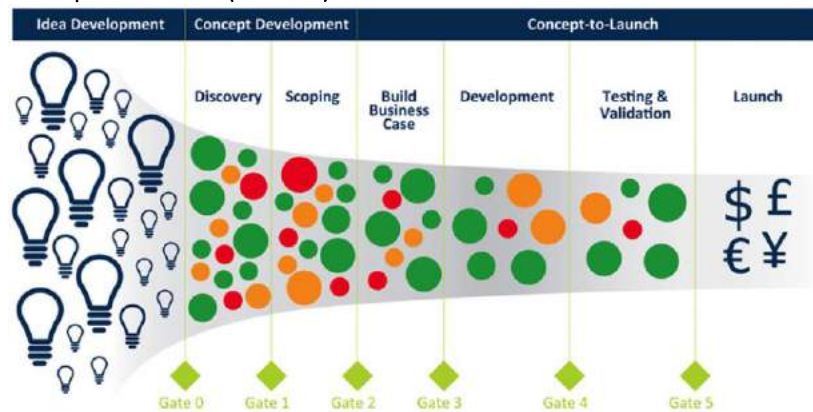 Idea Development
Concept Development
Concept-to-Launch
Discovery
Scoping
Build
Business
Case
Development
Testing &
Validation
Launch
$ £
€ ¥
Gate 0
Gate 1
Gate 2
Gate 3
Gate 4
Gate 5